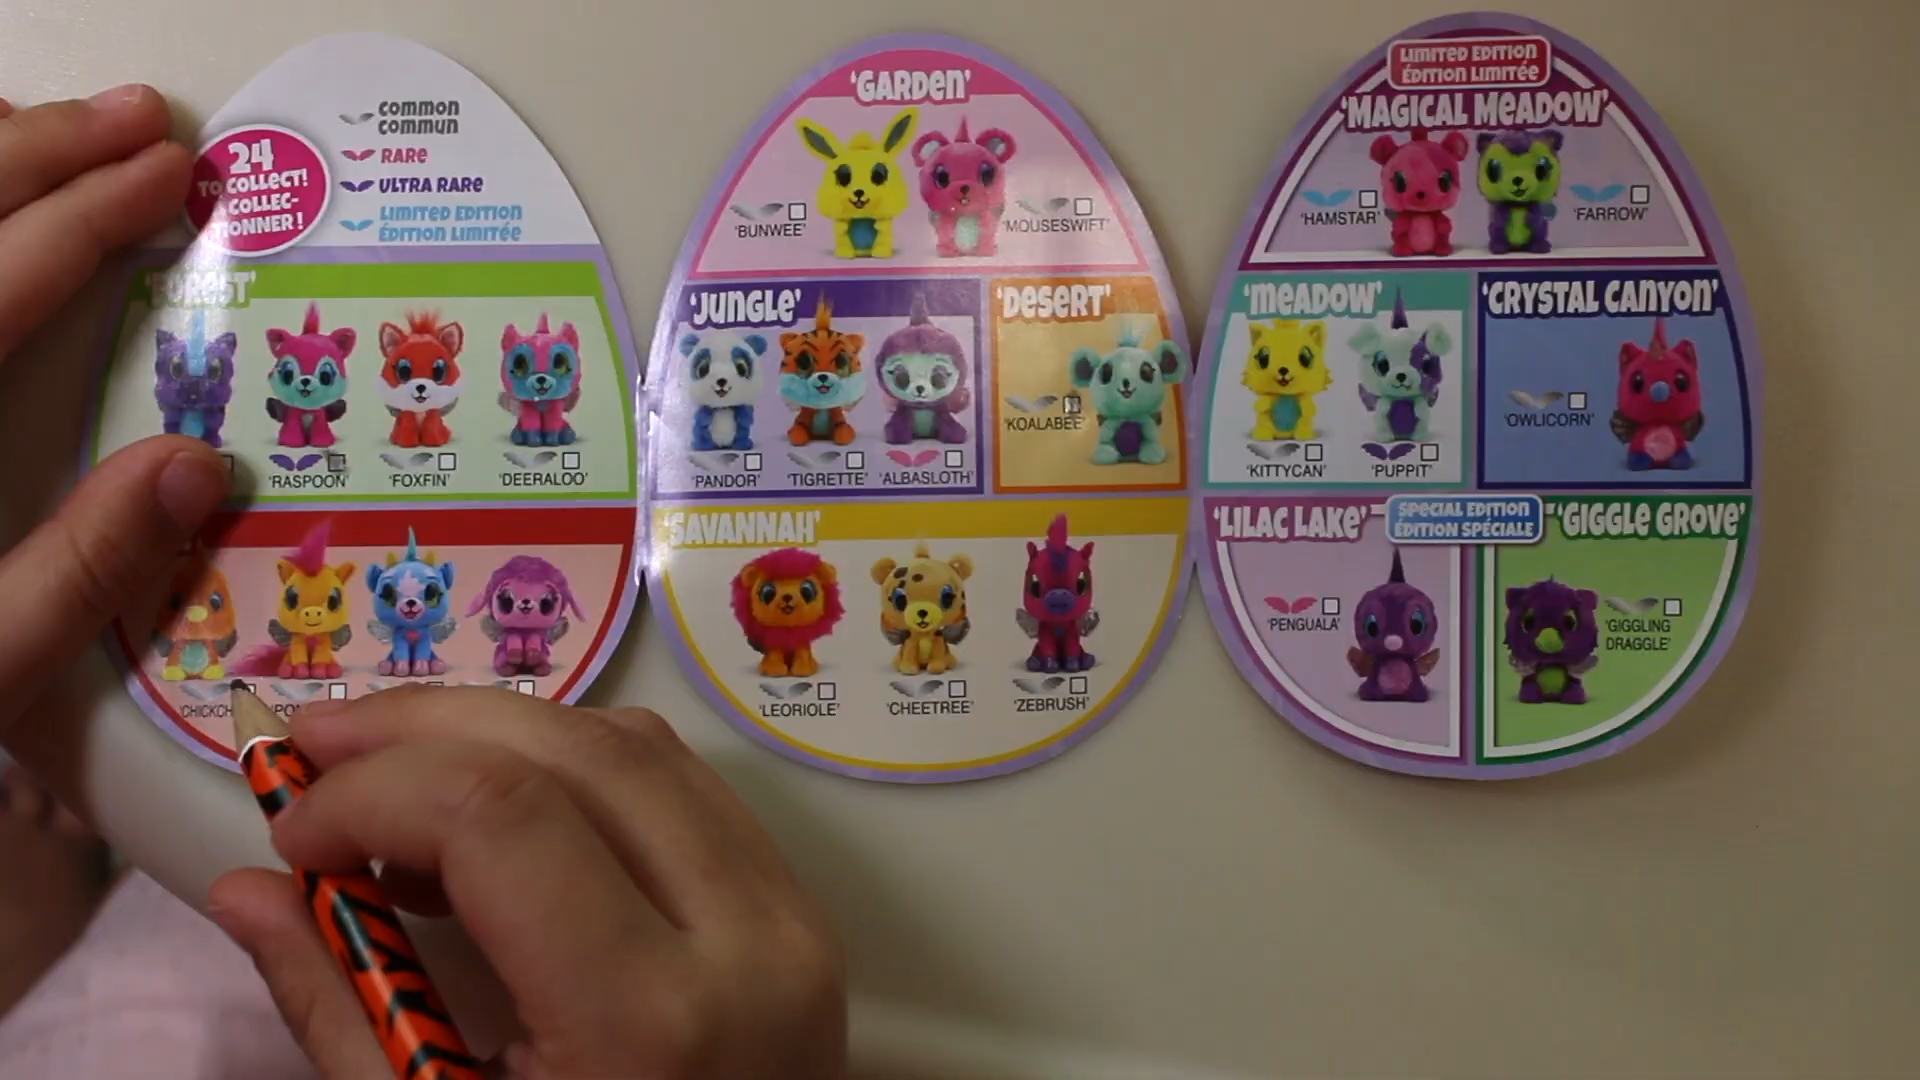 24
TO COLLECT!
COLLEC-
TIONNER !
COMMON
COMMUN
RARE
ULTRA RARE
LIMITED EDITION
ÉDITION LIMITÉE
'FOREST'
'RASPOON'
'FOXFIN'
'DEERALOO'
'CHICKCH
'GARDEN'
'BUNWEE'
'MOUSESWIFT'
'JUNGLE'
'PANDOR'
'TIGRETTE'
'ALBASLOTH'
'DESERT'
'KOALABEE'
'SAVANNAH'
'LEORIOLE'
'CHEETREE'
'ZEBRUSH'
LIMITED EDITION
ÉDITION LIMITÉE
'MAGICAL MEADOW'
'HAMSTAR'
'FARROW'
'MEADOW'
'KITTYCAN'
'PUPPIT'
'CRYSTAL CANYON'
'OWLICORN'
'LILAC LAKE'
SPECIAL EDITION
ÉDITION SPÉCIALE
'GIGGLE GROVE'
'PENGUALA'
'GIGGLING
DRAGGLE'